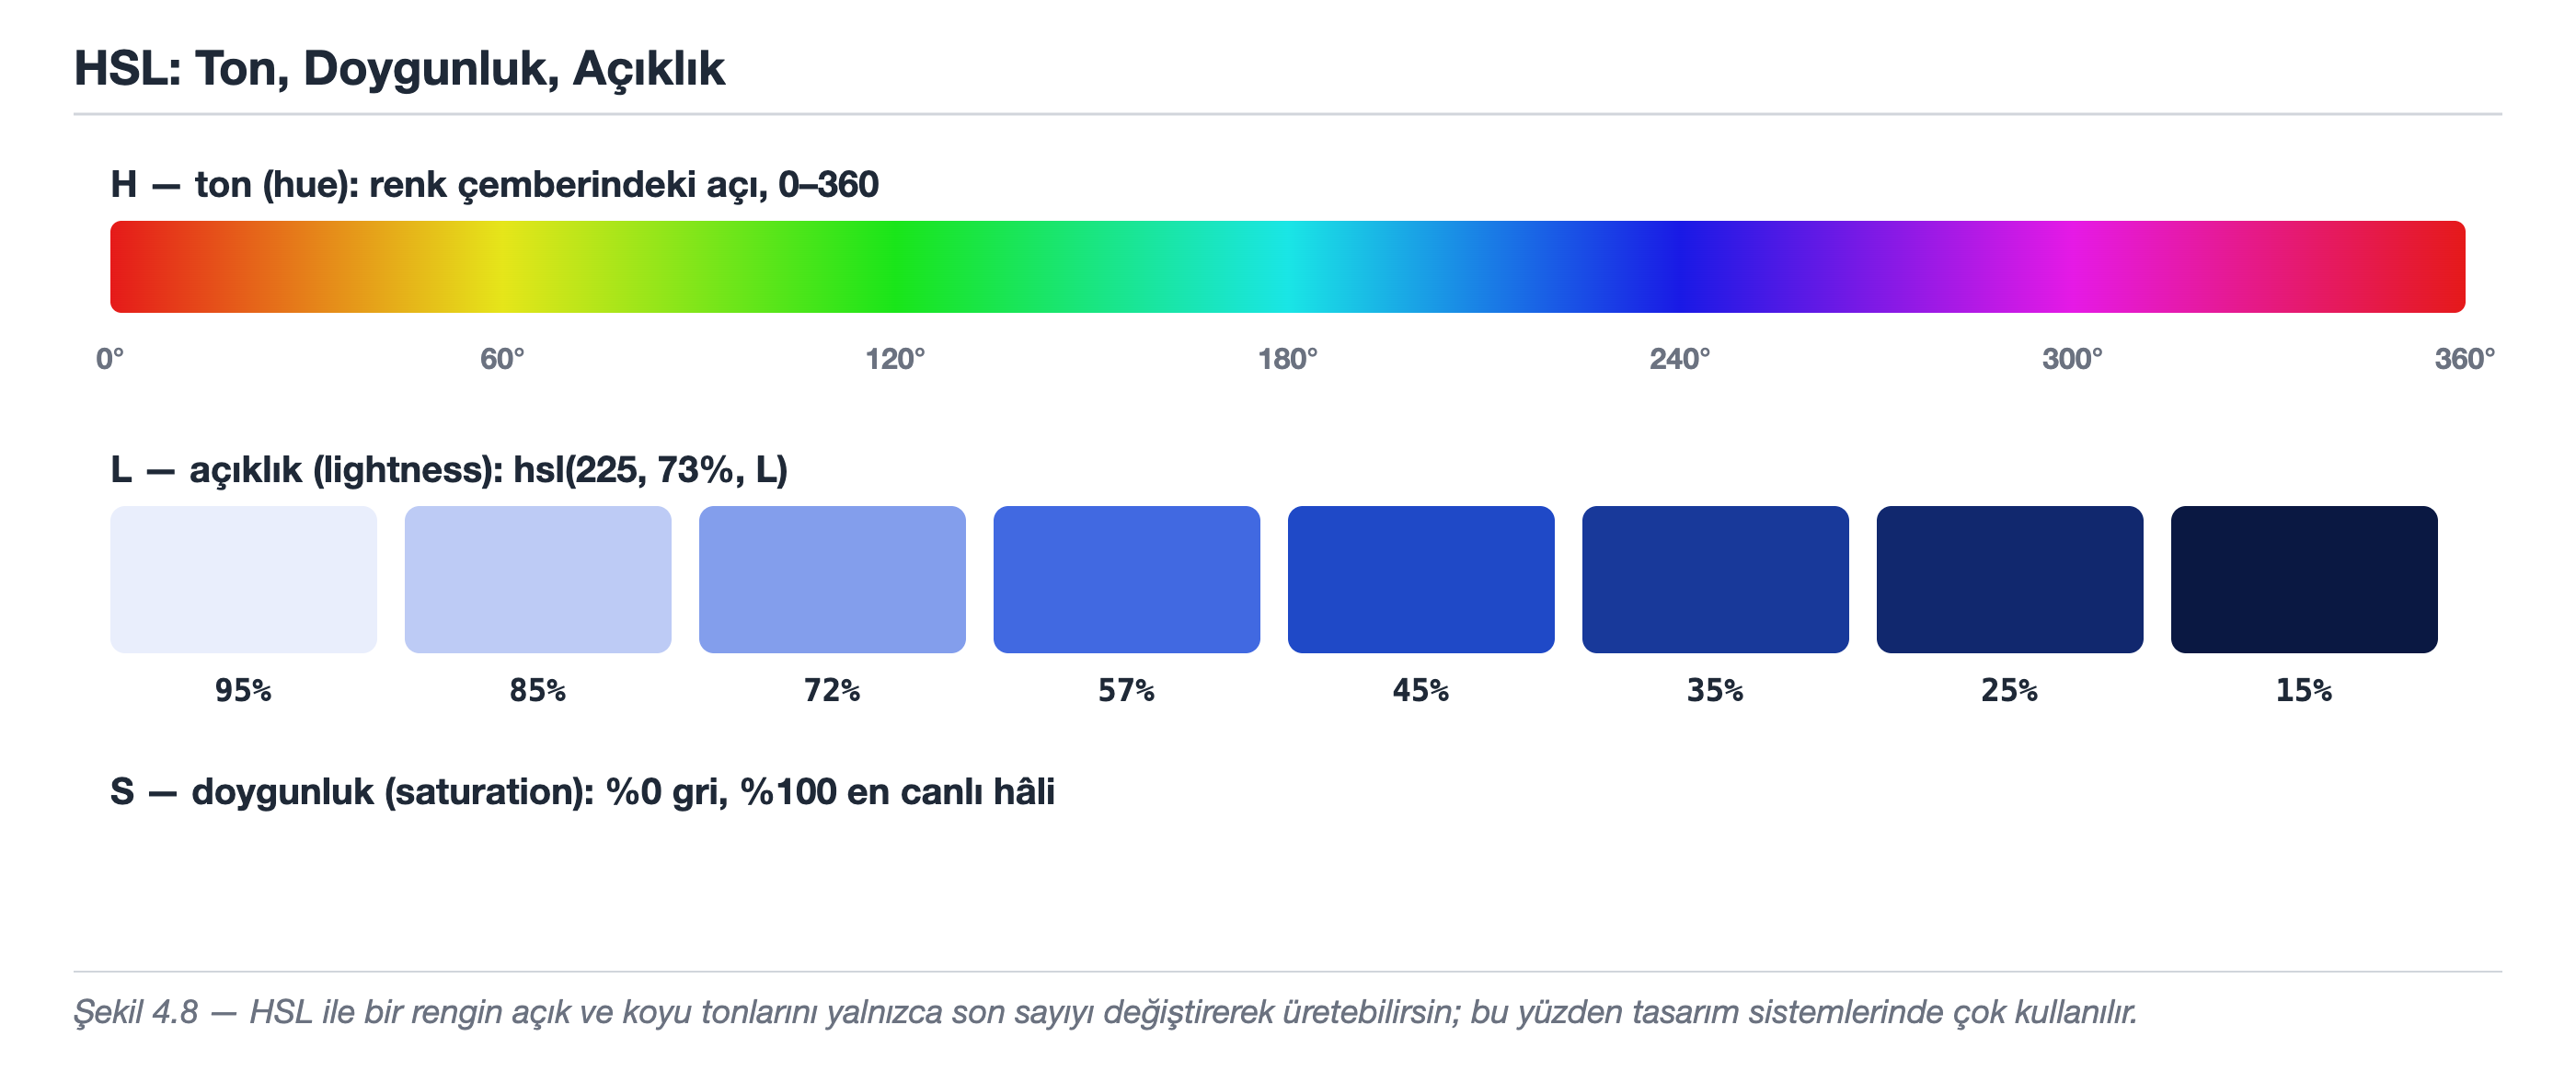 HSL: Ton, Doygunluk, Açıklık
H — ton (hue): renk çemberindeki açı, 0–360
0° 60° 120° 180° 240° 300° 360°
L — açıklık (lightness): hsl(225, 73%, L)
95% 85% 72% 57% 45% 35% 25% 15%
S — doygunluk (saturation): %0 gri, %100 en canlı hâli
Şekil 4.8 — HSL ile bir rengin açık ve koyu tonlarını yalnızca son sayıyı değiştirerek üretebilirsin; bu yüzden tasarım sistemlerinde çok kullanılır.